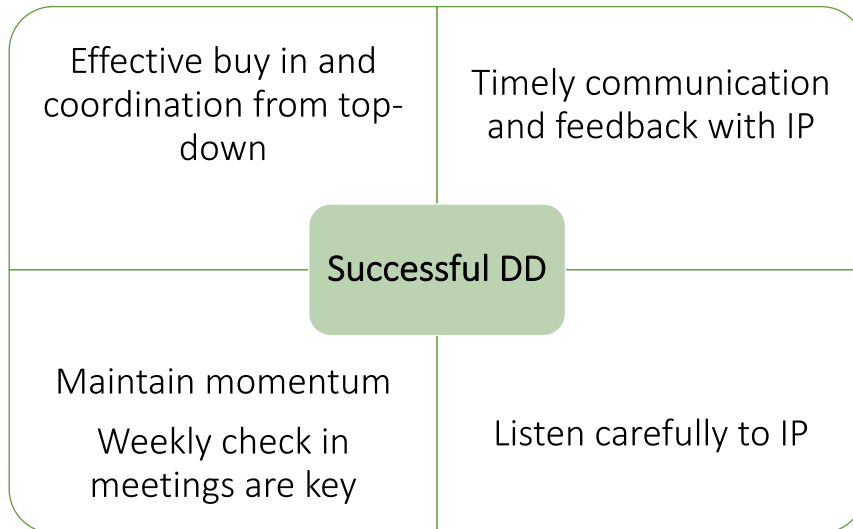 Effective buy in and
coordination from top-
down
Timely communication
and feedback with IP
Successful DD
Maintain momentum
Weekly check in
meetings are key
Listen carefully to IP